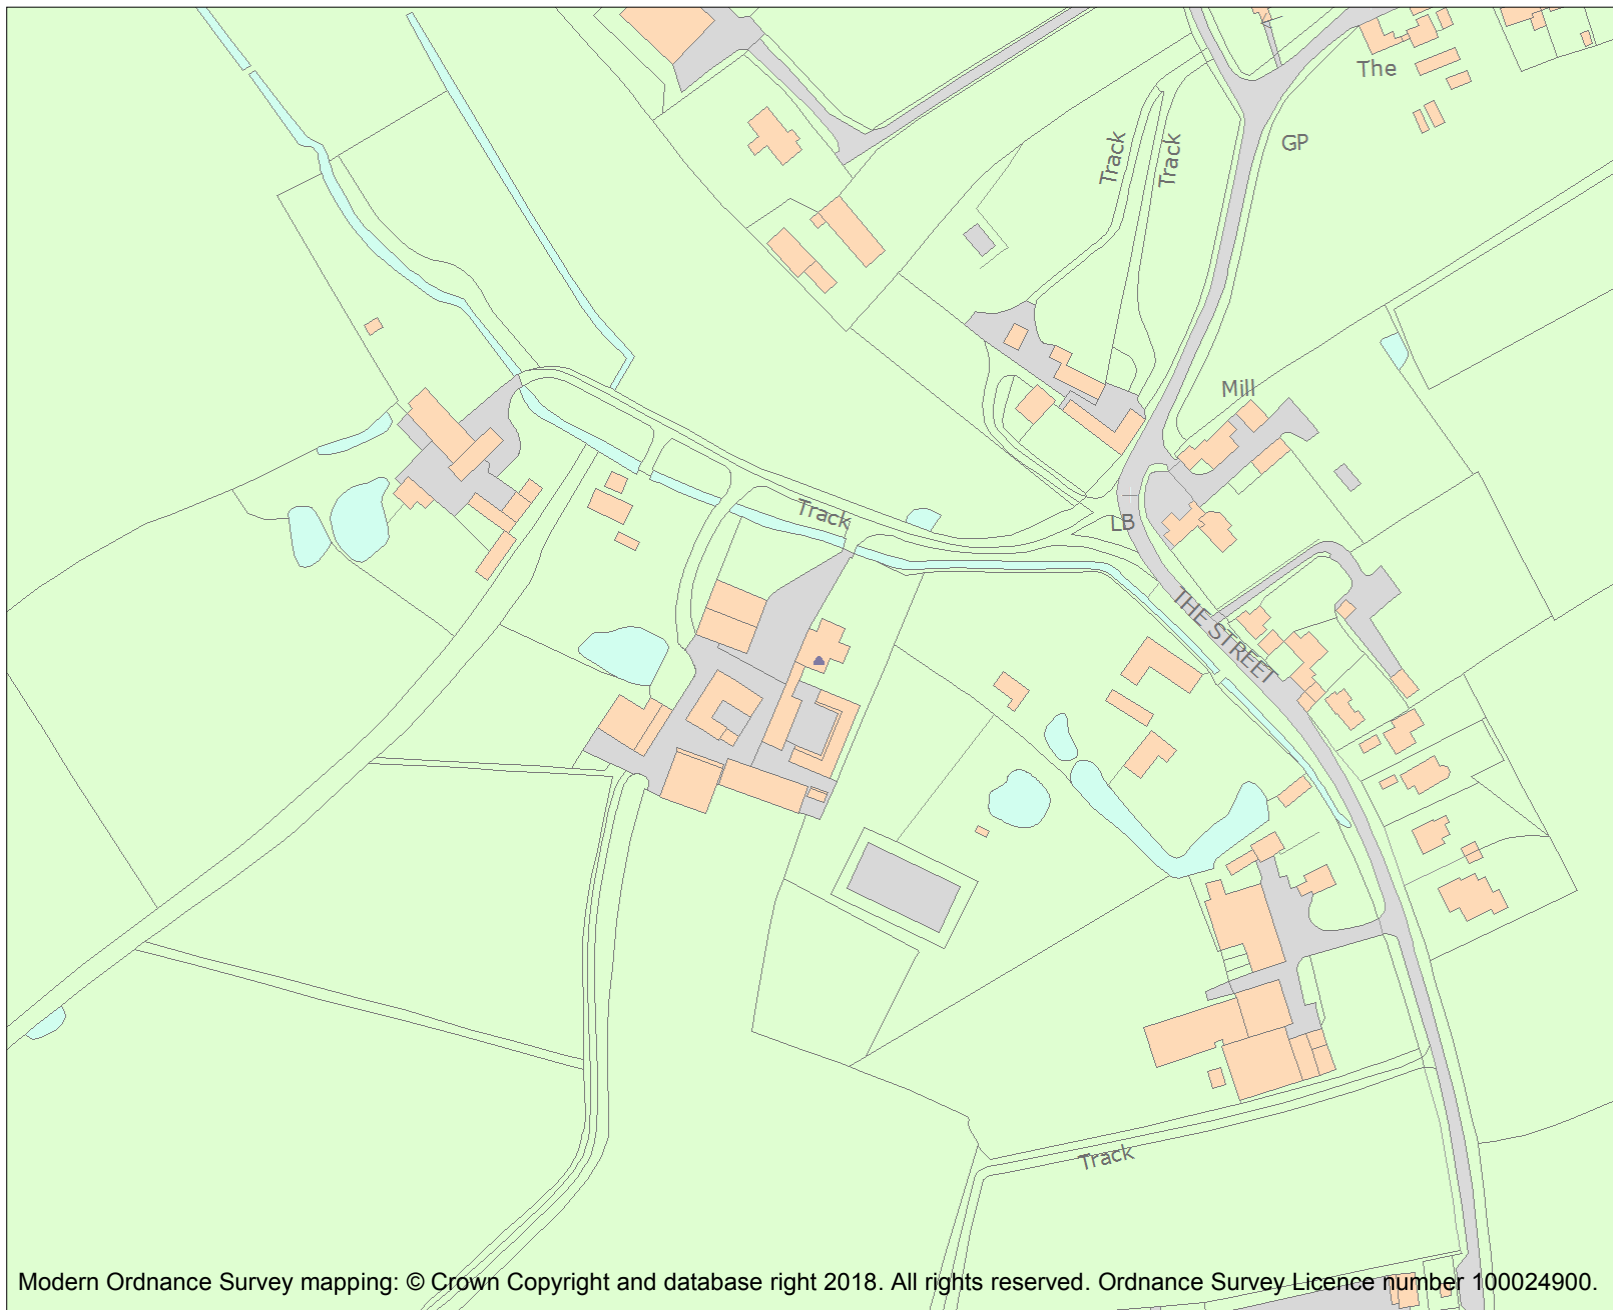 The
GP
Track
Track
Mill
Track
LB
THE STREET
Track
Modern Ordnance Survey mapping: © Crown Copyright and database right 2018. All rights reserved. Ordnance Survey Licence number 100024900.